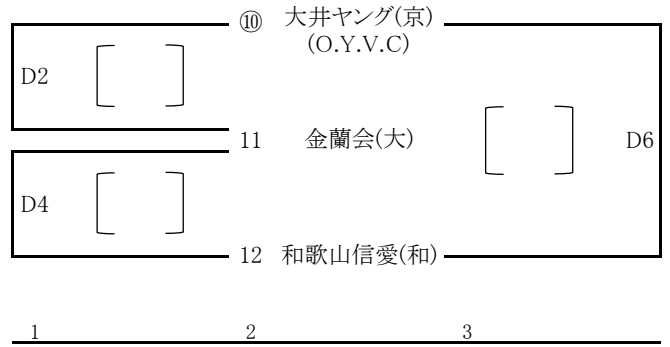 ⑩ 大井ヤング(京)
(O.Y.V.C)
D2
11 金蘭会(大) D6
D4
12 和歌山信愛(和)
1 2 3